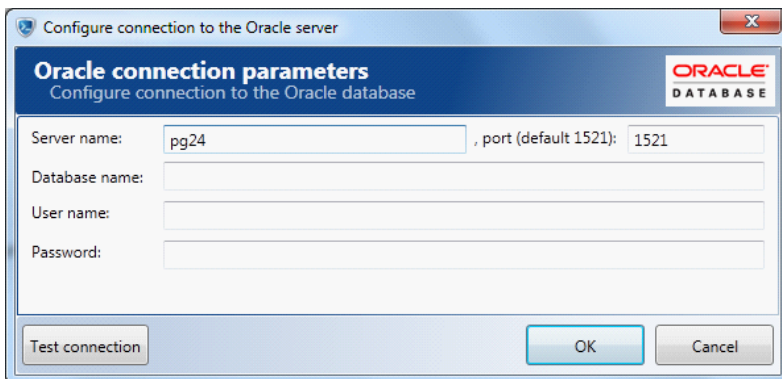 Configure connection to the Oracle server
Oracle connection parameters
Configure connection to the Oracle database
ORACLE
DATABASE
Server name: pg24 , port (default 1521): 1521
Database name:
User name:
Password:
Test connection OK Cancel